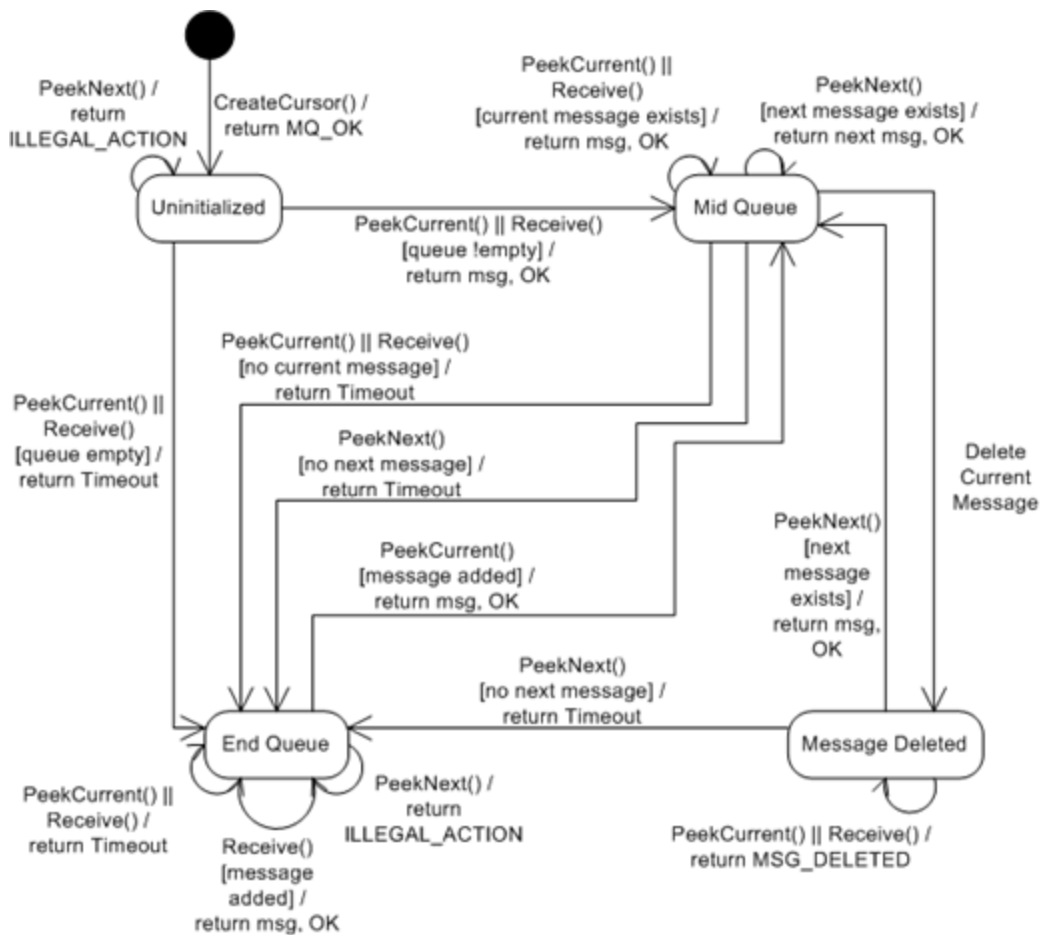 PeekNext() /
return
ILLEGAL_ACTION
CreateCursor() /
return MQ_OK
PeekCurrent() ||
Receive()
[current message exists] /
return msg, OK
PeekNext()
[next message exists] /
return next msg, OK
Uninitialized
Mid Queue
PeekCurrent() || Receive()
[queue !empty] /
return msg, OK
PeekCurrent() || Receive()
[no current message] /
return Timeout
PeekCurrent() ||
Receive()
[queue empty] /
return Timeout
PeekNext()
[no next message] /
return Timeout
Delete
Current
Message
PeekCurrent()
[message added] /
return msg, OK
PeekNext()
[next
message
exists] /
return msg,
OK
PeekNext()
[no next message] /
return Timeout
End Queue
Message Deleted
PeekCurrent() ||
Receive() /
return Timeout
Receive()
[message
added] /
return msg, OK
PeekNext() /
return
ILLEGAL_ACTION
PeekCurrent() || Receive() /
return MSG_DELETED